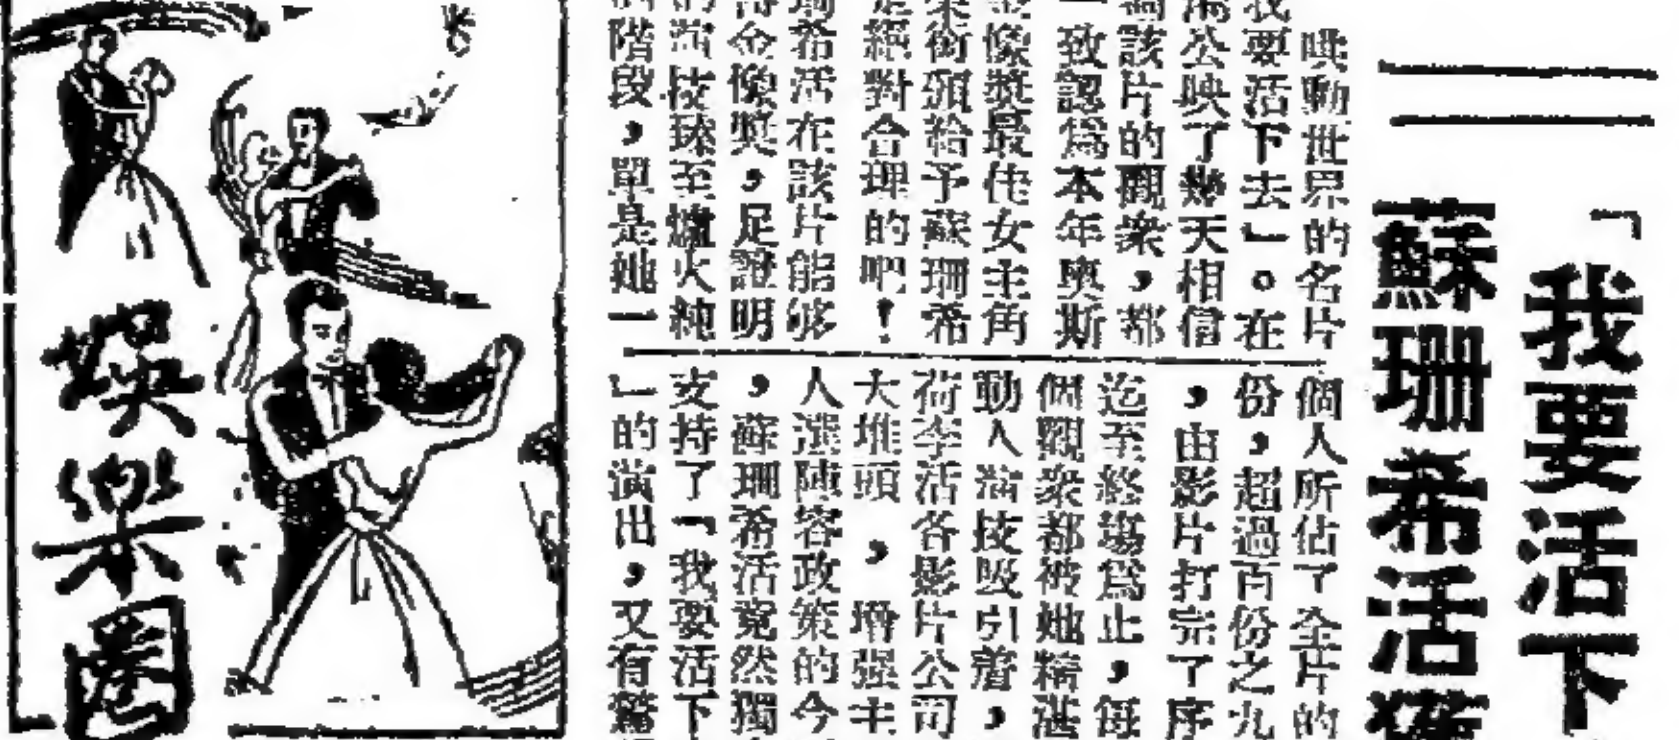 「我要活下
蘇珊希活獲
哄動世界的名片
我要活下去」。在
滿公映了幾天相信
過該片的觀衆,都
一致認爲本年奧斯
金像獎最佳女主角
榮銜頒給予蘇珊希
是絕對合理的吧!
珊希活在該片能够
得金像獎,足證明
的演技臻至爐火純
的階段,單是她一
個人所佔了全片的
份,超過百份之九
,由影片打完了序
迄至終場爲止,每
個觀衆都被她精湛
動人演技吸引着,
荷李活各影片公司
大堆頭,增强主
人選陣容政策的今
,蘇珊希活竟然獨
支持了「我要活下
」的演出,又有驚
娛樂圈